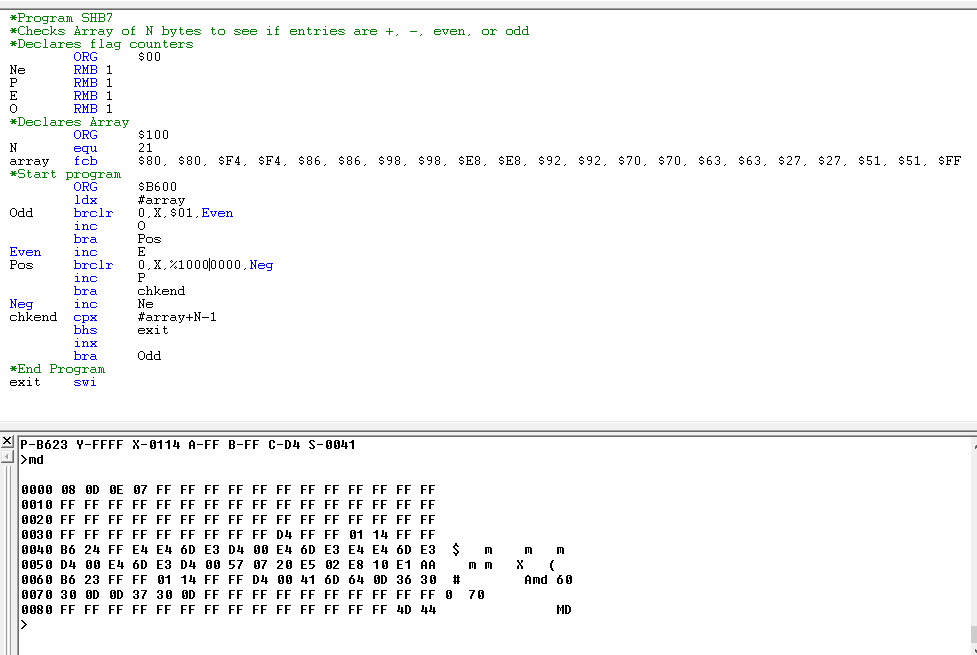 *Program SHB7
*Checks Array of N bytes to see if entries are +, -, even, or odd
*Declares flag counters
ORG $00
Ne RMB 1
P RMB 1
E RMB 1
O RMB 1
*Declares Array
ORG $100
N equ 21
array fcb $80, $80, $F4, $F4, $86, $86, $98, $98, $E8, $E8, $92, $92, $70, $70, $63, $63, $27, $27, $51, $51, $FF
*Start program
ORG $B600
ldx #array
Odd brclr 0,X,$01,Even
inc O
bra Pos
Even inc E
Pos brclr 0,X,%10000000,Neg
inc P
bra chkend
Neg inc Ne
chkend cpx #array+N-1
bhs exit
inx
bra Odd
*End Program
exit swi
P-B623 Y-FFFF X-0114 A-FF B-FF C-D4 S-0041
>md
0000 08 0D 0E 07 FF FF FF FF FF FF FF FF FF FF FF FF
0010 FF FF FF FF FF FF FF FF FF FF FF FF FF FF FF FF
0020 FF FF FF FF FF FF FF FF FF FF FF FF FF FF FF FF
0030 FF FF FF FF FF FF FF FF FF D4 FF FF 01 14 FF FF
0040 B6 24 FF E4 E4 6D E3 D4 00 E4 6D E3 E4 E4 6D E3 $ m m m
0050 D4 00 E4 6D E3 D4 00 57 07 20 E5 02 E8 10 E1 AA m m X (
0060 B6 23 FF FF 01 14 FF FF D4 00 41 6D 64 0D 36 30 # Amd 60
0070 30 0D 0D 37 30 0D FF FF FF FF FF FF FF FF FF FF 0 70
0080 FF FF FF FF FF FF FF FF FF FF FF FF FF FF 4D 44 MD
>